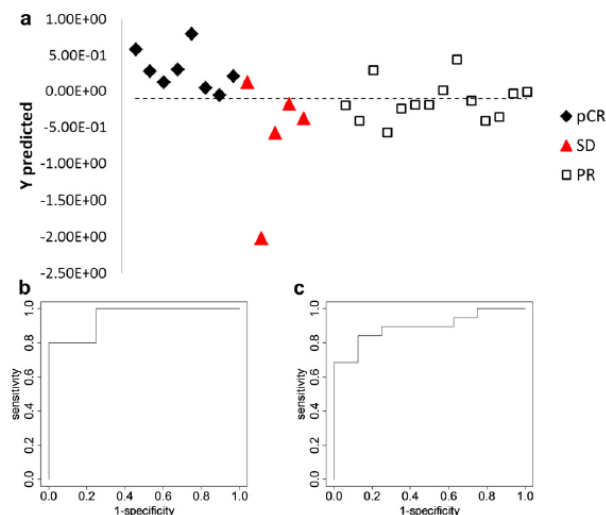 a
1.00E+00
5.00E-01
0.00E+00
-5.00E-01
-1.00E+00
-1.50E+00
-2.00E+00
-2.50E+00
Y predicted
pCR
SD
PR
b
1.0
0.8
0.6
0.4
0.2
0.0
sensitivity
0.0 0.2 0.4 0.6 0.8 1.0
1-specificity
c
1.0
0.8
0.6
0.4
0.2
0.0
sensitivity
0.0 0.2 0.4 0.6 0.8 1.0
1-specificity